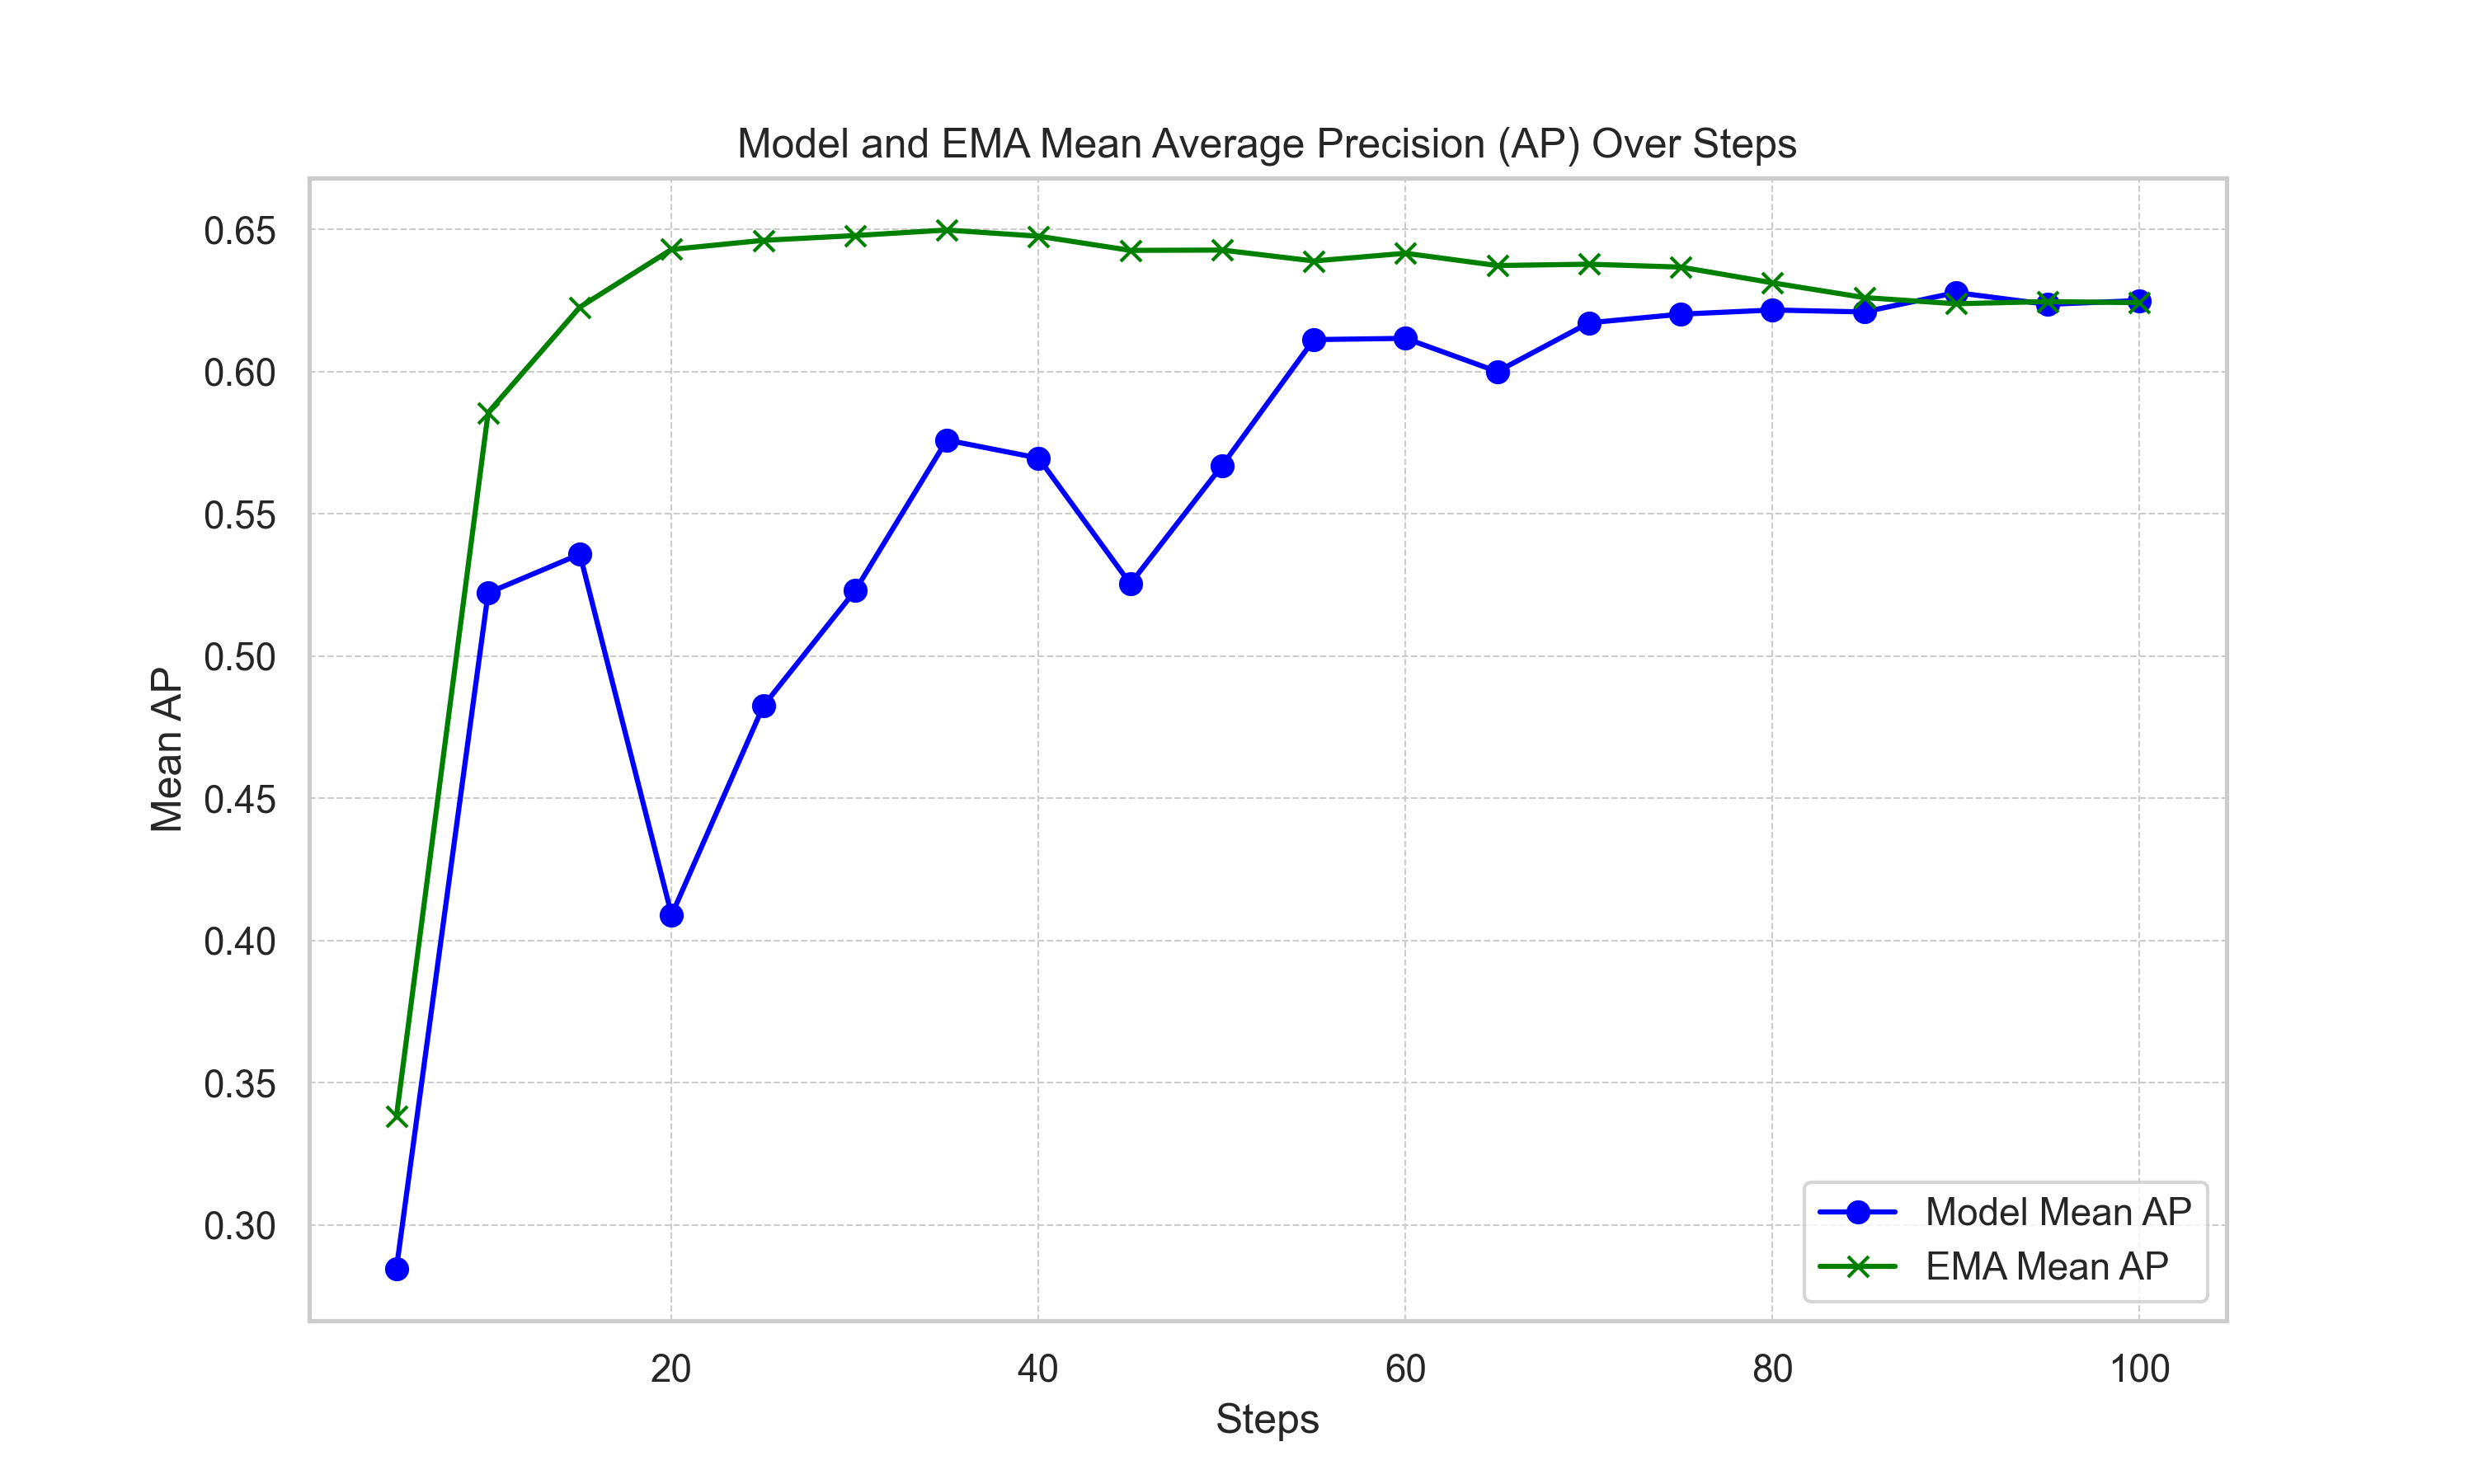 Model and EMA Mean Average Precision (AP) Over Steps
Mean AP
0.65
0.60
0.55
0.50
0.45
0.40
0.35
0.30
Model Mean AP
EMA Mean AP
20 40 60 80 100
Steps